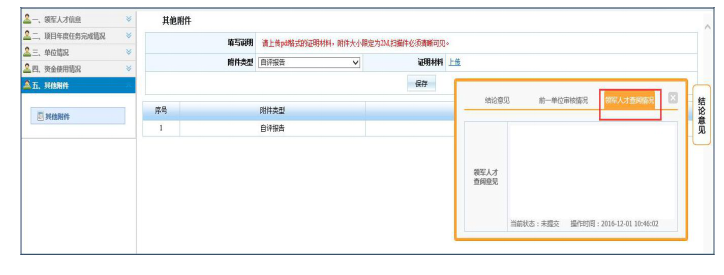 一、领军人才信息
二、项目年度任务完成情况
三、单位情况
四、资金使用情况
五、其他附件
其他附件
其他附件
填写说明 请上传pdf格式的证明材料，附件大小限定为2M,扫描件必须清晰可见。
附件类型 自评报告 证明材料 上传
保存
序号 附件类型
1 自评报告
结论意见 前一单位审核情况 领军人才查阅情况
领军人才
查阅意见
当前状态：未提交 操作时间：2016-12-01 10:46:02
结论意见